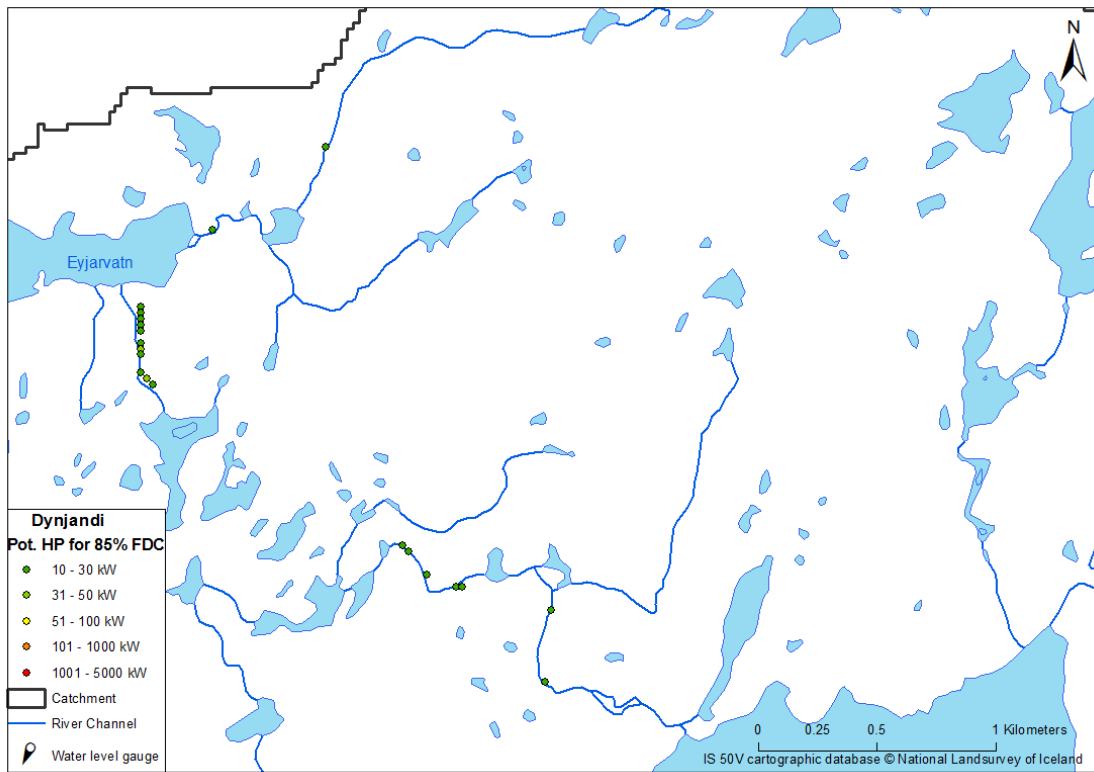 N
Eyjarvatn
Dynjandi
Pot. HP for 85% FDC
10 - 30 kW
31 - 50 kW
51 - 100 kW
101 - 1000 kW
1001 - 5000 kW
Catchment
River Channel
Water level gauge
0 0.25 0.5 1 Kilometers
IS 50V cartographic database © National Landsurvey of Iceland